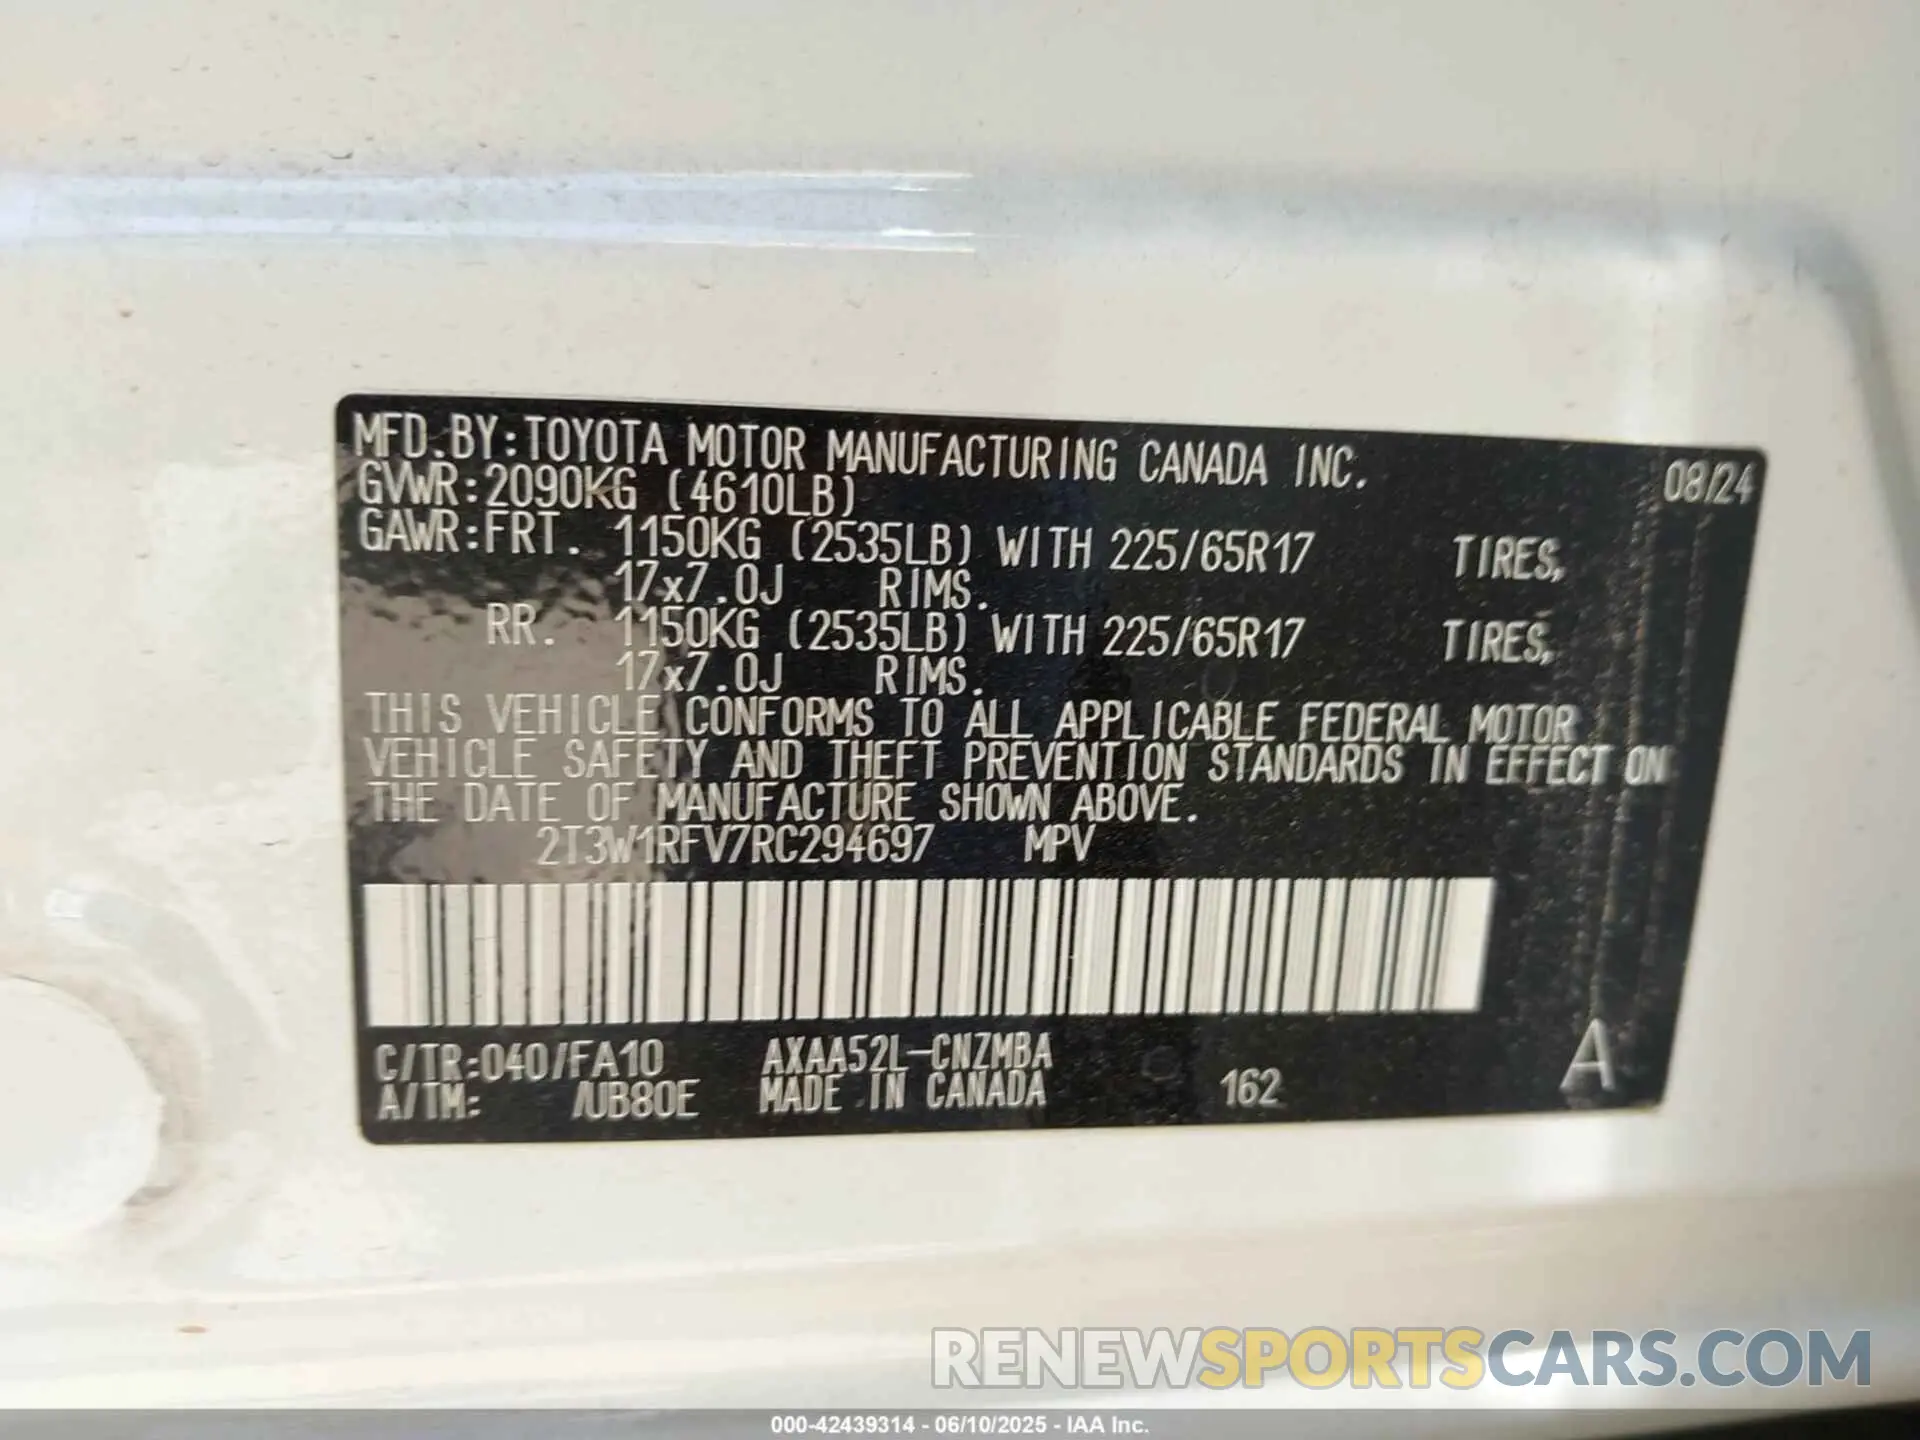 MFD.BY:TOYOTA MOTOR MANUFACTURING CANADA INC. 08/24
GVWR:2090KG (4610LB)
GAWR:FRT. 1150KG (2535LB) WITH 225/65R17 TIRES,
17x7.0J RIMS.
RR. 1150KG (2535LB) WITH 225/65R17 TIRES,
17x7.0J RIMS.
THIS VEHICLE CONFORMS TO ALL APPLICABLE FEDERAL MOTOR
VEHICLE SAFETY AND THEFT PREVENTION STANDARDS IN EFFECT ON
THE DATE OF MANUFACTURE SHOWN ABOVE.
2T3W1RFV7RC294697 MPV
C/TR:040/FA10 AXAA52L-CNZMBA A
A/TM: /UB80E MADE IN CANADA 162
RENEWSPORTSCARS.COM
000-42439314 - 06/10/2025 - IAA Inc.